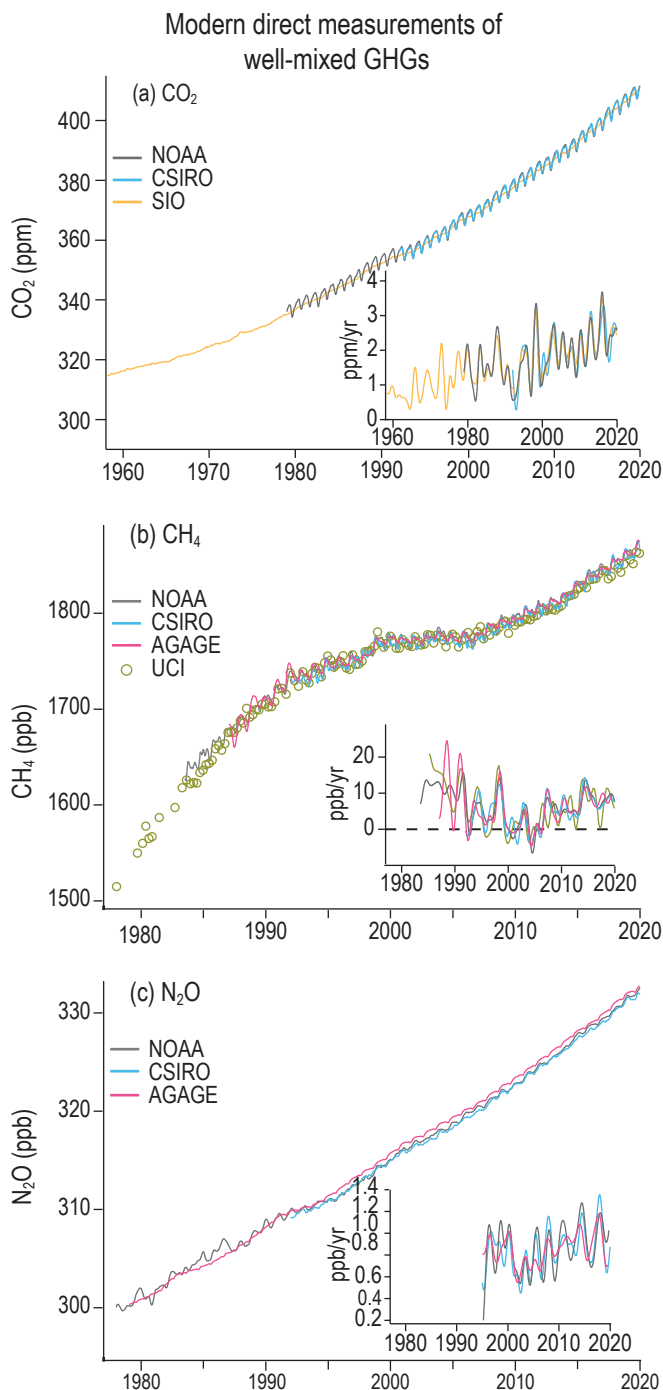 Modern direct measurements of
well-mixed GHGs
(a) CO₂
NOAA
CSIRO
SIO
CO₂ (ppm)
400
380
360
340
320
300
1960 1970 1980 1990 2000 2010 2020
ppm/yr
4
3
2
1
0
1960 1980 2000 2020
(b) CH₄
NOAA
CSIRO
AGAGE
UCI
CH₄ (ppb)
1800
1700
1600
1500
1980 1990 2000 2010 2020
ppb/yr
20
10
0
1980 1990 2000 2010 2020
(c) N₂O
NOAA
CSIRO
AGAGE
N₂O (ppb)
330
320
310
300
1980 1990 2000 2010 2020
ppb/yr
1.4
1.2
1.0
0.8
0.6
0.4
0.2
1980 1990 2000 2010 2020